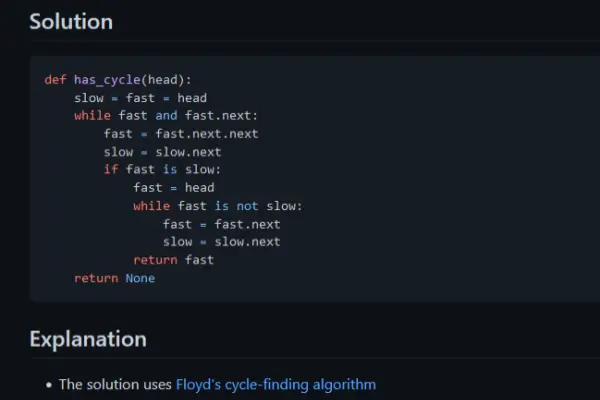 Solution
def has_cycle(head):
    slow = fast = head
    while fast and fast.next:
        fast = fast.next.next
        slow = slow.next
        if fast is slow:
            fast = head
            while fast is not slow:
                fast = fast.next
                slow = slow.next
            return fast
    return None
Explanation
• The solution uses Floyd's cycle-finding algorithm